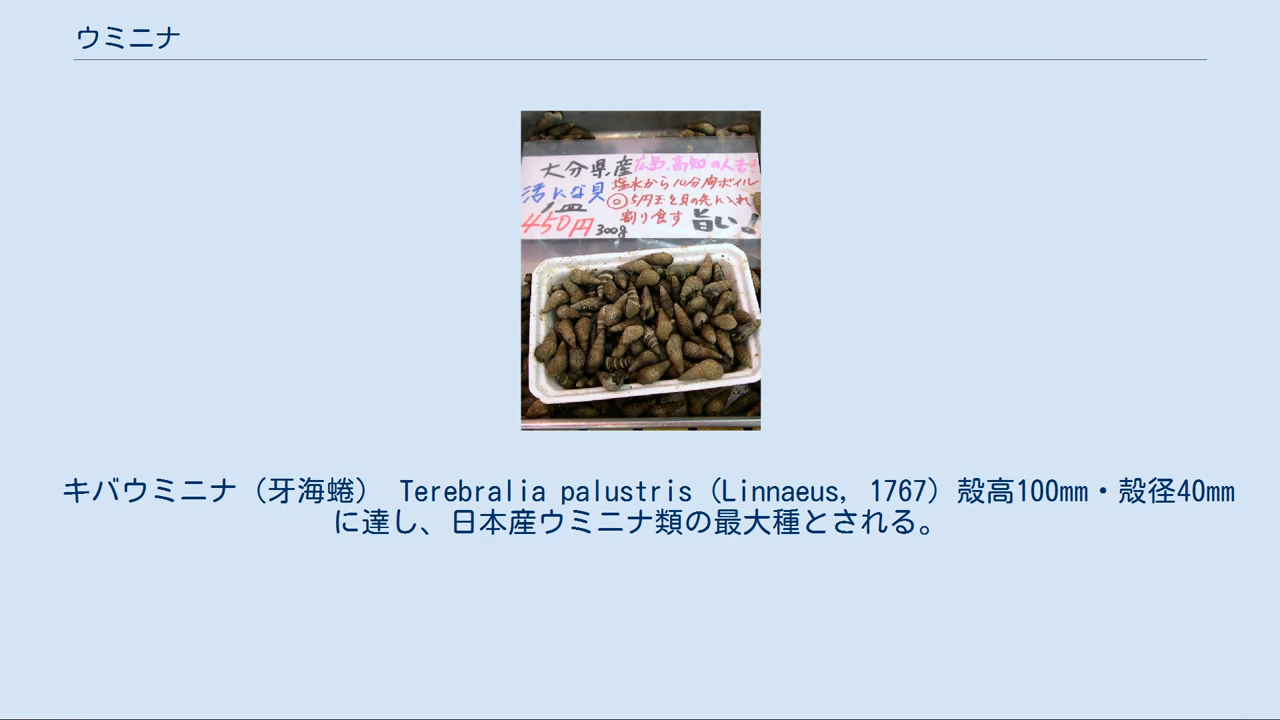 ウミニナ
大分県産 広島.高知の人も!
活にな貝 塩水から10分肉ボイル
1皿 ◎5円玉を貝の先に入れ
450円 300g 割り食す 旨い!
キバウミニナ（牙海蜷） Terebralia palustris (Linnaeus, 1767) 殻高100mm・殻径40mm
に達し、日本産ウミニナ類の最大種とされる。